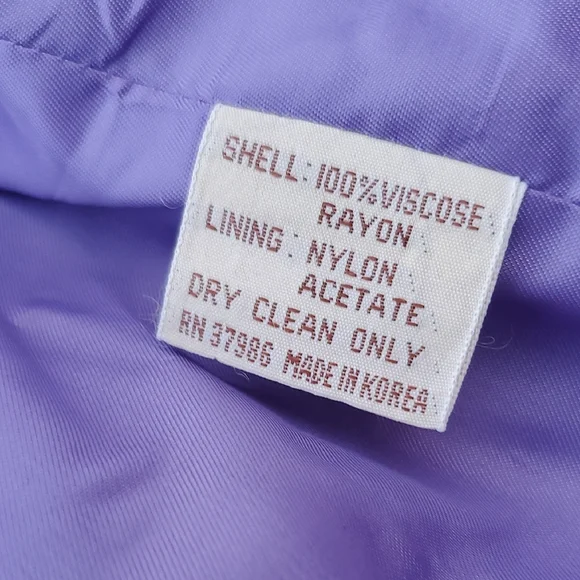 SHELL: 100% VISCOSE
RAYON
LINING: NYLON
ACETATE
DRY CLEAN ONLY
RN 37986 MADE IN KOREA